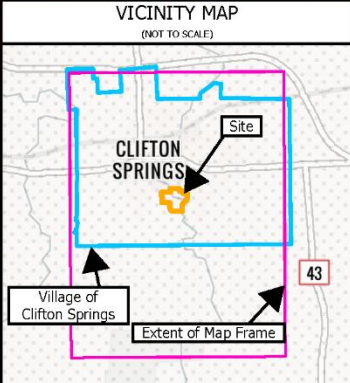 VICINITY MAP
(NOT TO SCALE)
Site
CLIFTON
SPRINGS
43
Village of
Clifton Springs
Extent of Map Frame